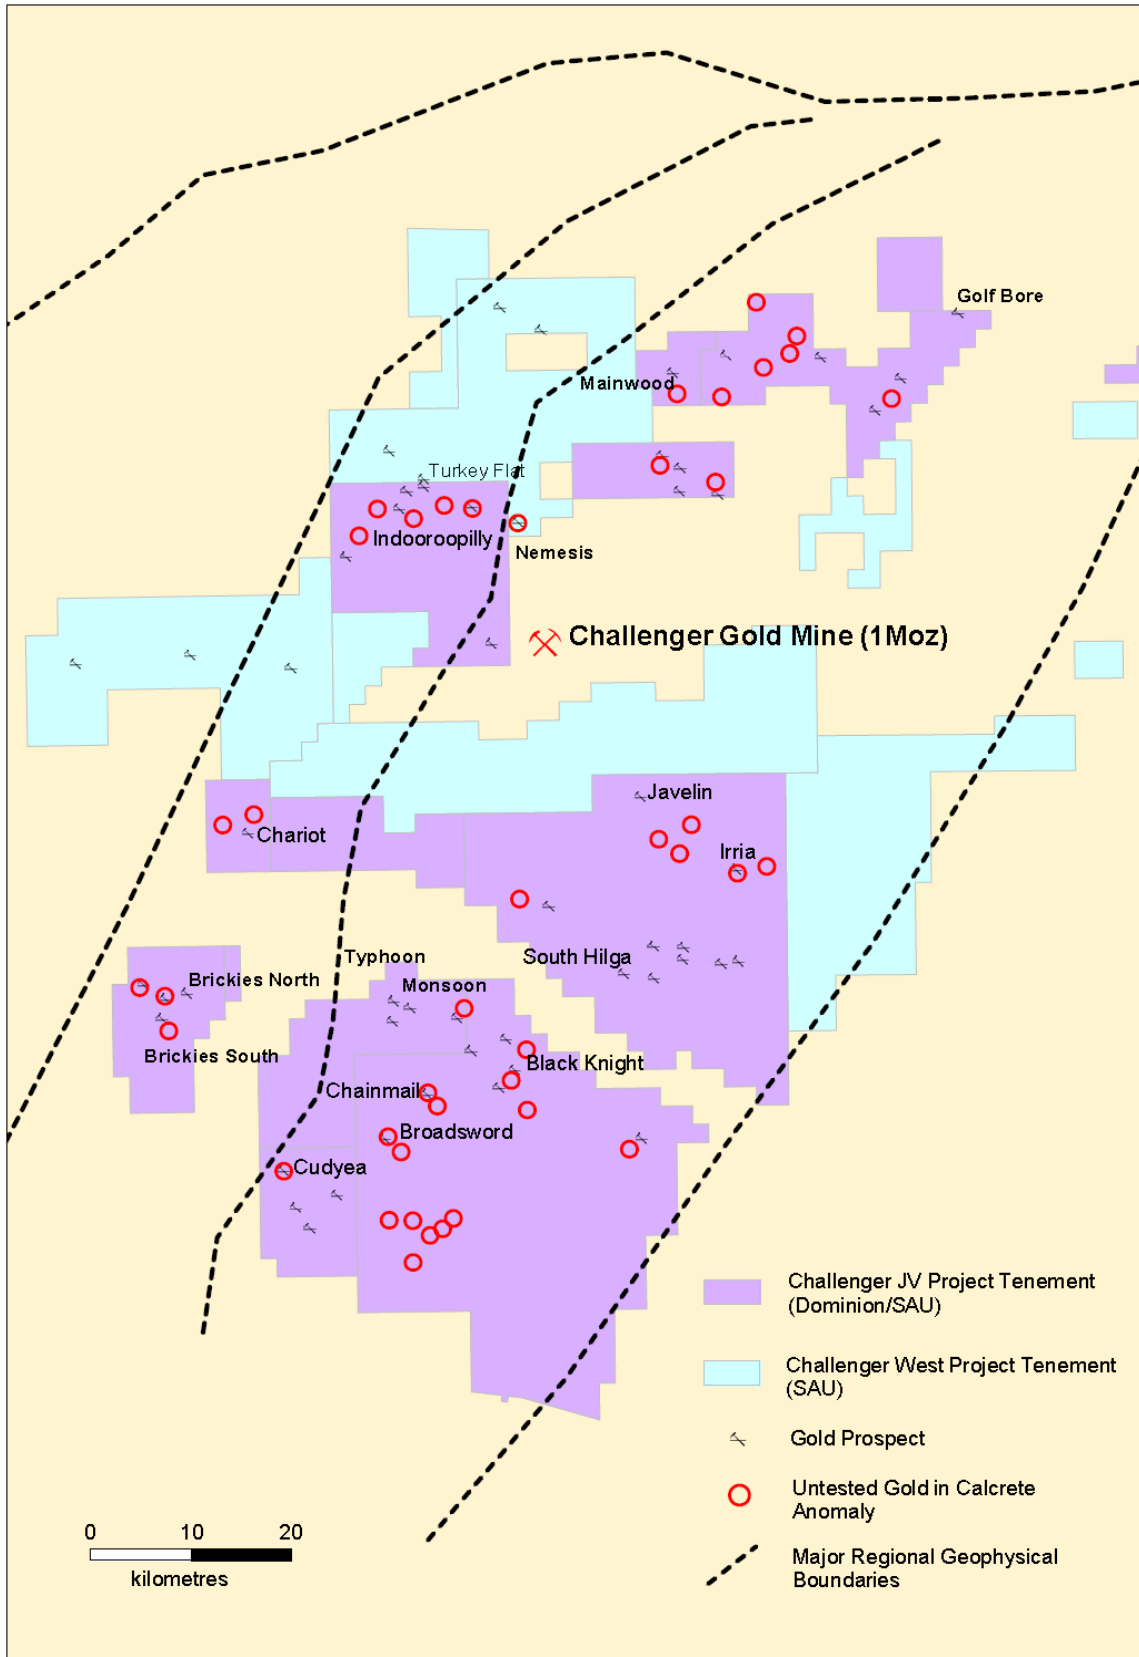 Golf Bore
Mainwood
Turkey Flat
Indooroopilly
Nemesis
Challenger Gold Mine (1Moz)
Javelin
Chariot
Irria
Typhoon
South Hilga
Brickies North
Monsoon
Brickies South
Black Knight
Chainmail
Broadsword
Cudyea
Challenger JV Project Tenement
(Dominion/SAU)
Challenger West Project Tenement
(SAU)
Gold Prospect
Untested Gold in Calcrete
Anomaly
Major Regional Geophysical
Boundaries
0 10 20
kilometres